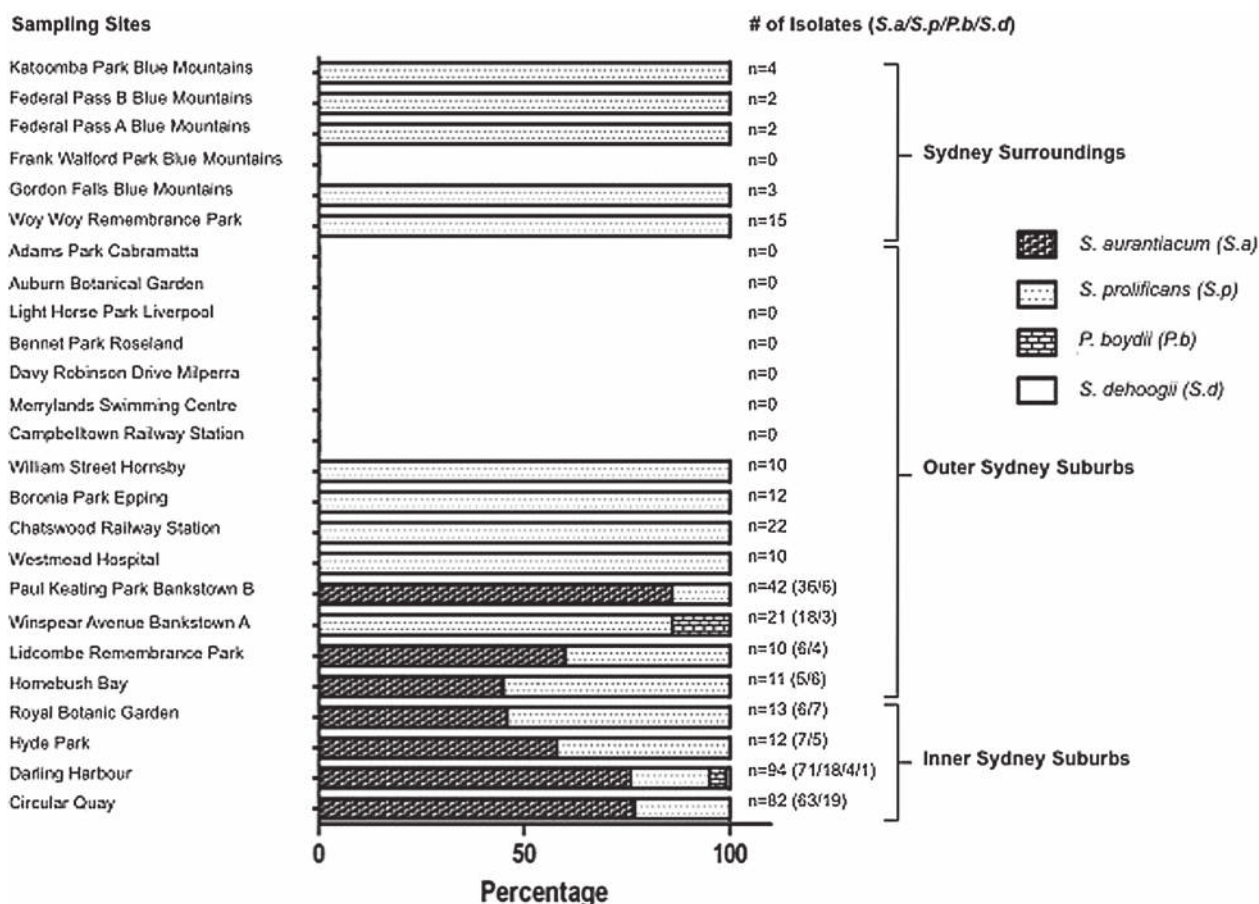 Sampling Sites # of Isolates (S.a/S.p/P.b/S.d)
Katoomba Park Blue Mountains n=4
Federal Pass B Blue Mountains n=2
Federal Pass A Blue Mountains n=2
Frank Walford Park Blue Mountains n=0
Gordon Falls Blue Mountains n=3
Woy Woy Remembrance Park n=15
Sydney Surroundings
Adams Park Cabramatta n=0
Auburn Botanical Garden n=0
Light Horse Park Liverpool n=0
Bennet Park Roseland n=0
Davy Robinson Drive Milperra n=0
Merrylands Swimming Centre n=0
Campbelltown Railway Station n=0
William Street Hornsby n=10
Boronia Park Epping n=12
Chatswood Railway Station n=22
Westmead Hospital n=10
Paul Keating Park Bankstown B n=42 (36/6)
Winspear Avenue Bankstown A n=21 (18/3)
Lidcombe Remembrance Park n=10 (6/4)
Homebush Bay n=11 (5/6)
Outer Sydney Suburbs
Royal Botanic Garden n=13 (6/7)
Hyde Park n=12 (7/5)
Darling Harbour n=94 (71/18/4/1)
Circular Quay n=82 (63/19)
Inner Sydney Suburbs
S. aurantiacum (S.a)
S. prolificans (S.p)
P. boydii (P.b)
S. dehoogii (S.d)
0 50 100
Percentage